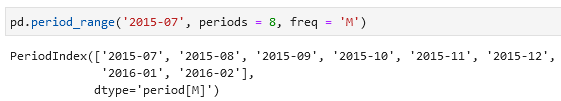 pd.period_range('2015-07', periods = 8, freq = 'M')
PeriodIndex(['2015-07', '2015-08', '2015-09', '2015-10', '2015-11', '2015-12',
'2016-01', '2016-02'],
dtype='period[M]')